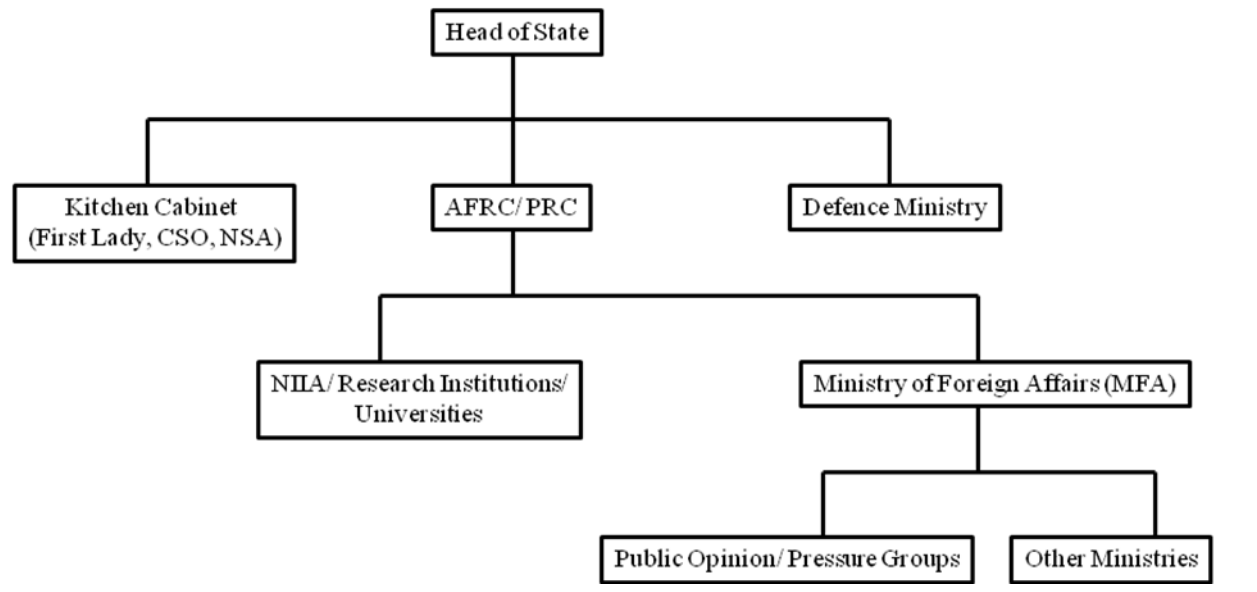 Head of State
Kitchen Cabinet
(First Lady, CSO, NSA)
AFRC/ PRC
Defence Ministry
NIIA/ Research Institutions/
Universities
Ministry of Foreign Affairs (MFA)
Public Opinion/ Pressure Groups
Other Ministries